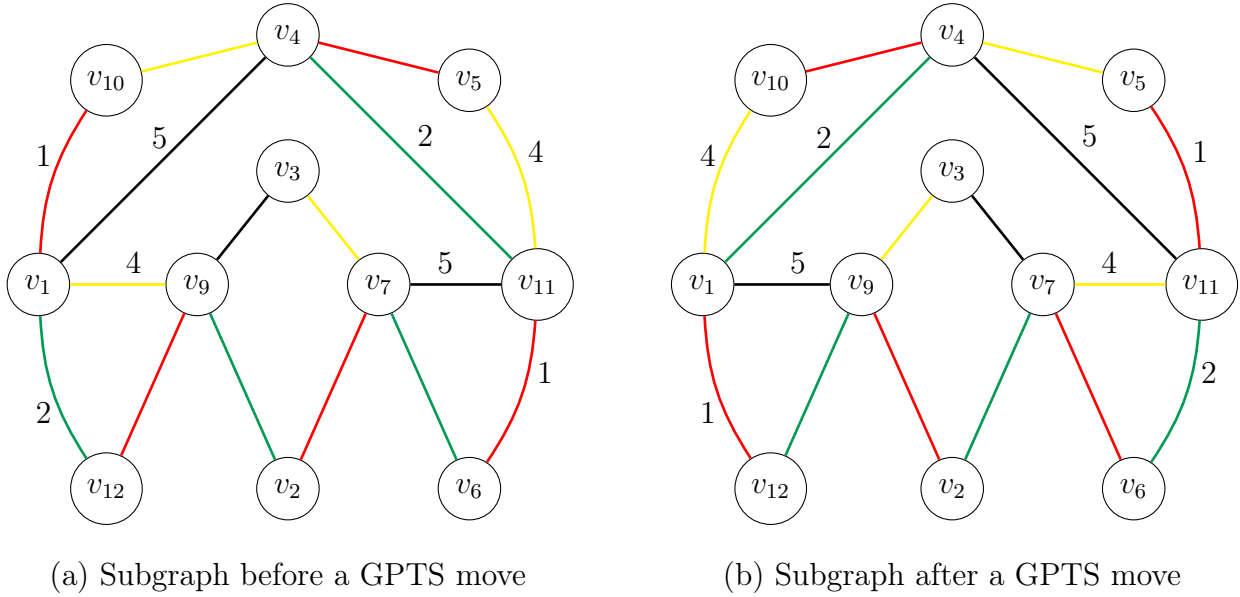 v4 v4
v10 v5 v10 v5
1 5 2 4 4 2 5 1
v3 v3
4 5 5 4
v1 v9 v7 v11 v1 v9 v7 v11
2 1 1 2
v12 v2 v6 v12 v2 v6
(a) Subgraph before a GPTS move
(b) Subgraph after a GPTS move